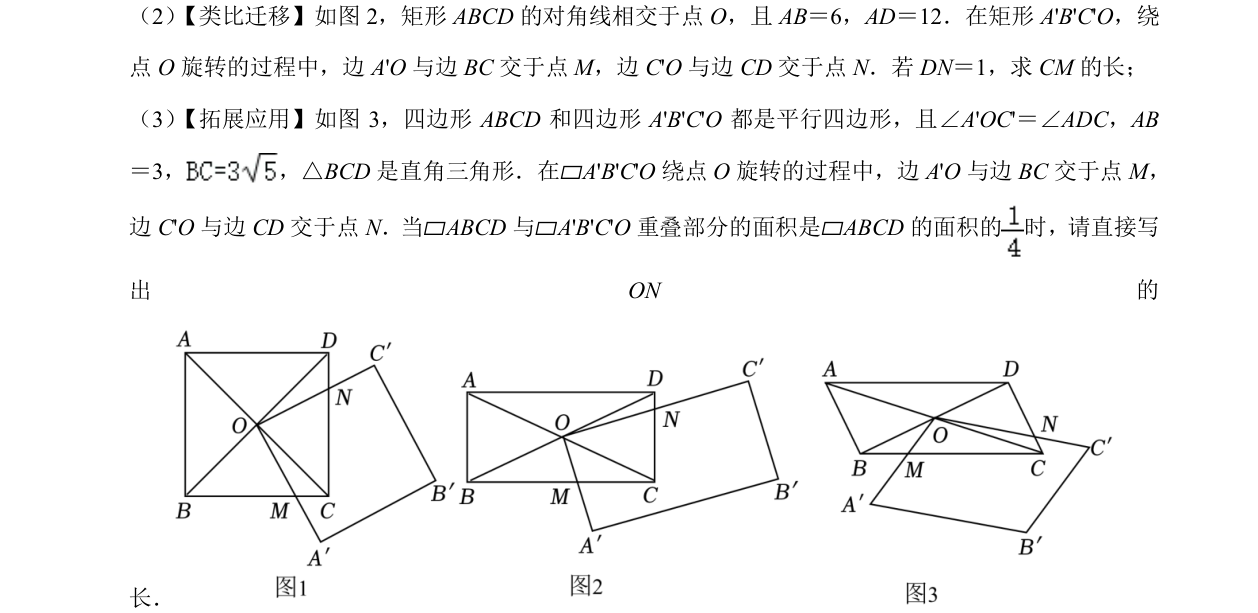 （2）【类比迁移】如图 2，矩形 ABCD 的对角线相交于点 O，且 AB＝6，AD＝12．在矩形 A'B'C'O，绕
点 O 旋转的过程中，边 A'O 与边 BC 交于点 M，边 C'O 与边 CD 交于点 N．若 DN＝1，求 CM 的长；
（3）【拓展应用】如图 3，四边形 ABCD 和四边形 A'B'C'O 都是平行四边形，且∠A'OC'＝∠ADC，AB
＝3，BC=3√5，△BCD 是直角三角形．在▱A'B'C'O 绕点 O 旋转的过程中，边 A'O 与边 BC 交于点 M，
边 C'O 与边 CD 交于点 N．当▱ABCD 与▱A'B'C'O 重叠部分的面积是▱ABCD 的面积的1/4时，请直接写
出 ON 的
A D C′ N O B M C B′ A′
A D C′ N O B M C B′ A′
A D N O C′ B M C A′ B′
图1 图2 图3
长．